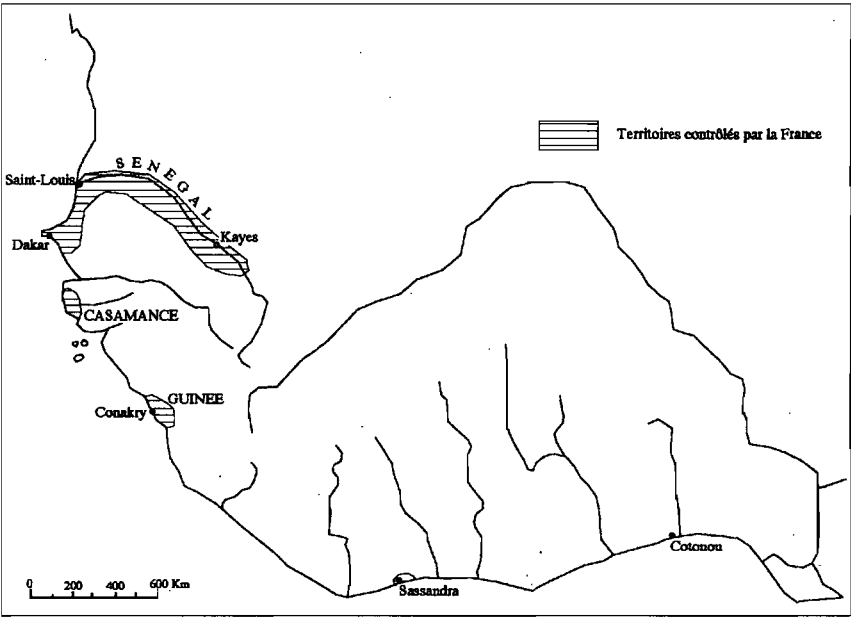 Territoires contrôlés par la France
SENEGAL
Saint-Louis
Kayes
Dakar
CASAMANCE
GUINEE
Conakry
Cotonou
0 200 400 600 Km
Sassandra